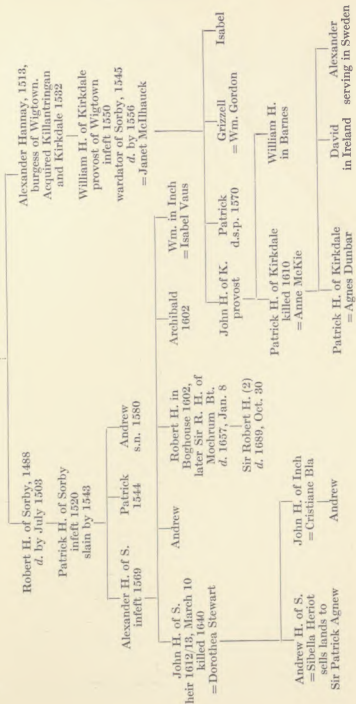 Robert H. of Sorby, 1488
d. by July 1503
Patrick H. of Sorby
infeft 1520
slain by 1543
Alexander H. of S.
infeft 1569
Patrick
1544
Andrew
s.n. 1580
John H. of S.
heir 1612/13, March 10
killed 1640
=Dorothea Stewart
Andrew
Robert H. in
Boghouse 1602,
later Sir R. H. of
Mochrum Bt.
d. 1657, Jan. 8
Sir Robert H. (2)
d. 1689, Oct. 30
Archibald
1602
Wm. in Inch
=Isabel Vaus
Andrew H. of S.
=Sibella Heriot
sells lands to
Sir Patrick Agnew
John H. of Inch
=Cristiane Bla
Andrew
Alexander Hannay, 1513,
burgess of Wigtown.
Acquired Killantringan
and Kirkdale 1532
William H. of Kirkdale
provost of Wigtown
infeft 1550
wardator of Sorby, 1545
d. by 1556
=Janet McIlhauck
John H. of K.
provost
Patrick
d.s.p. 1570
Grizzell
=Wm. Gordon
Isabel
Patrick H. of Kirkdale
killed 1610
=Anne McKie
William H.
in Barnes
Patrick H. of Kirkdale
=Agnes Dunbar
David
in Ireland
Alexander
serving in Sweden